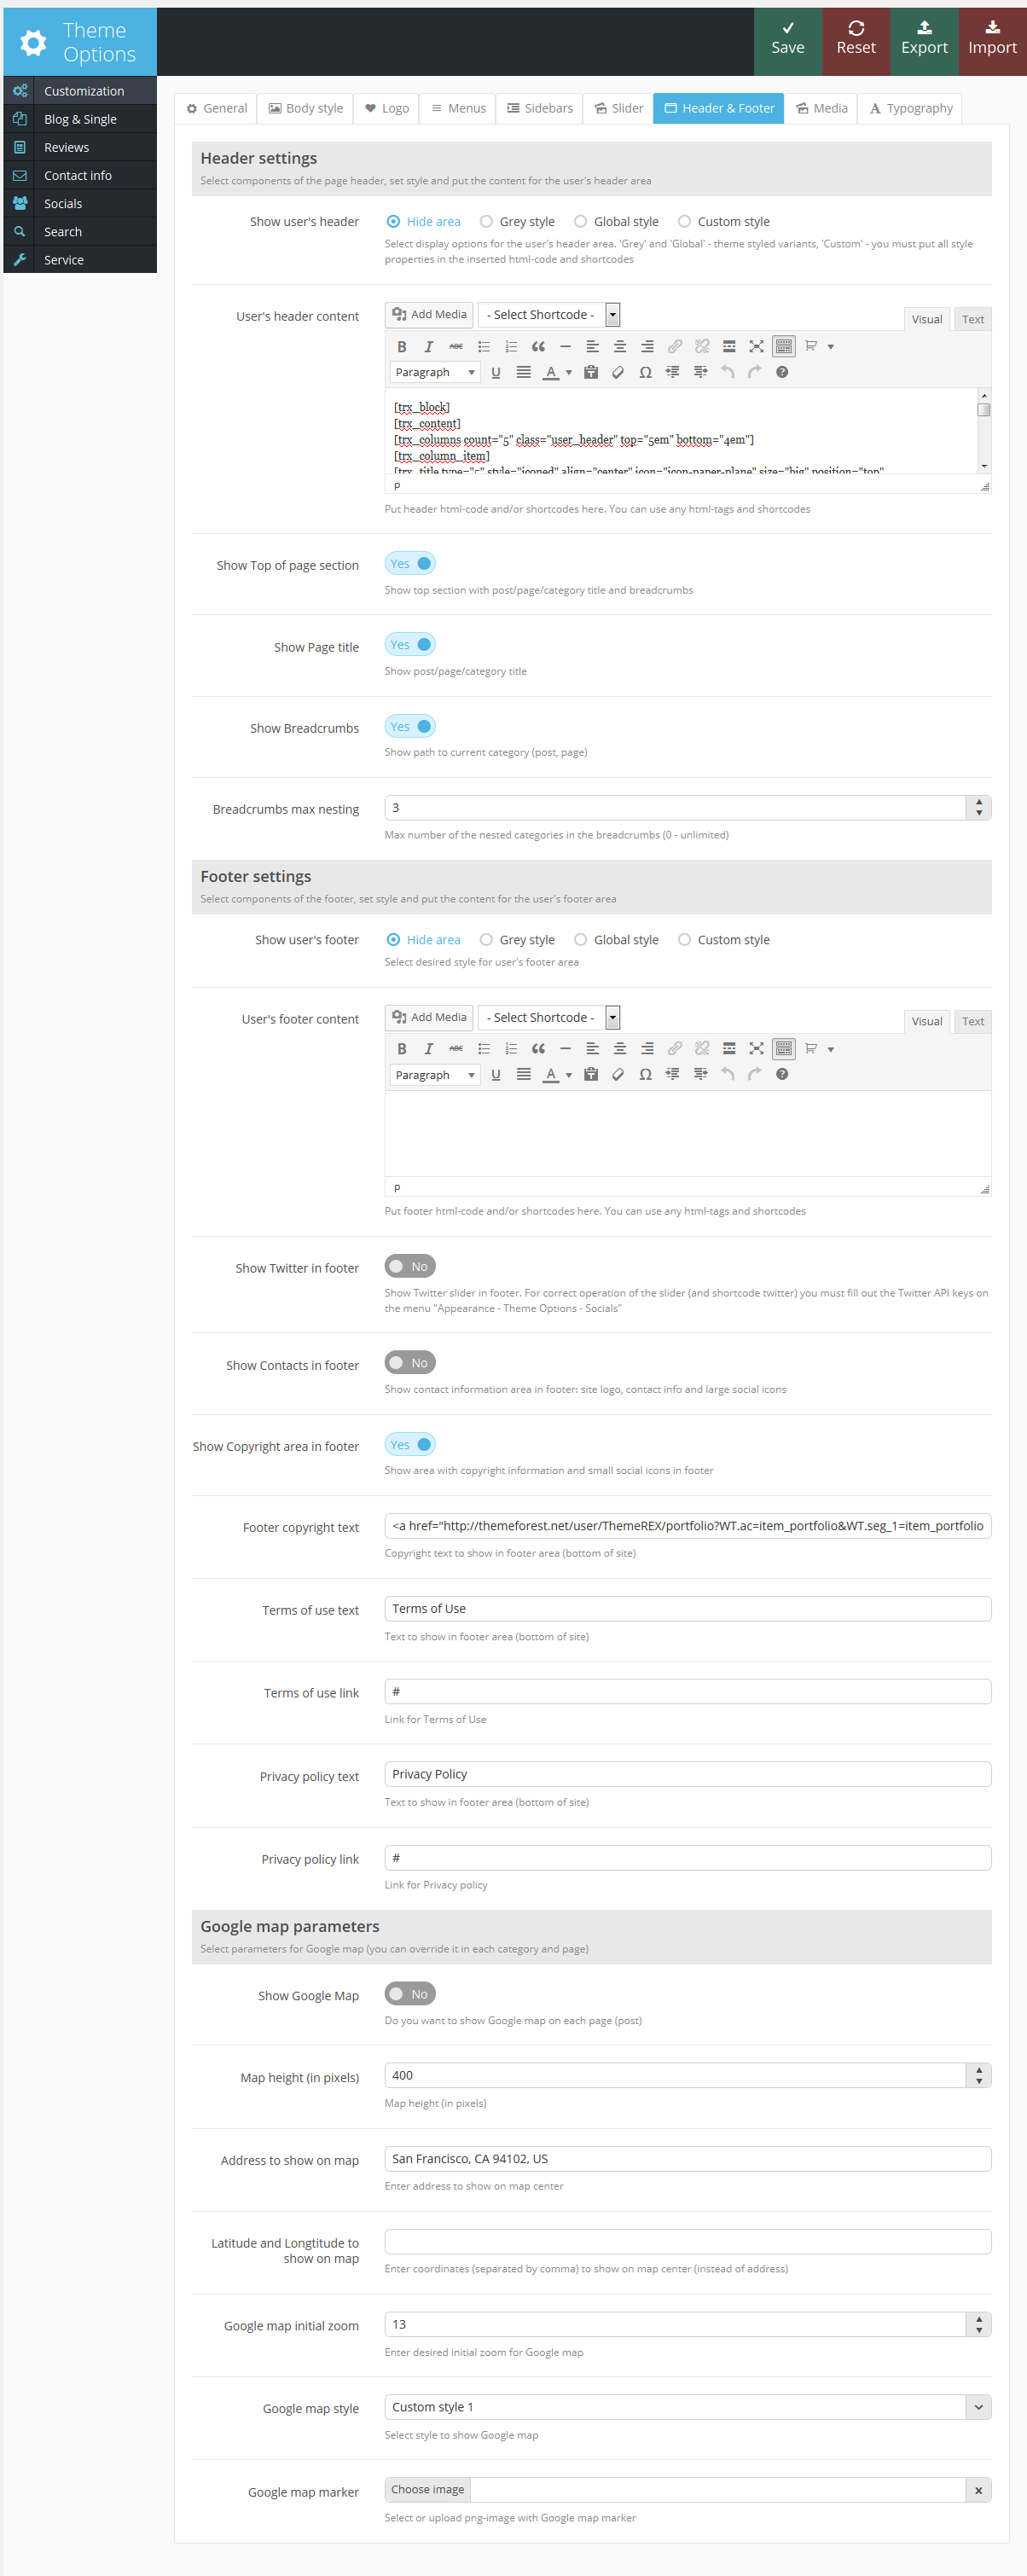 Theme
Options
Save
Reset
Export
Import
Customization
Blog & Single
Reviews
Contact info
Socials
Search
Service
General
Body style
Logo
Menus
Sidebars
Slider
Header & Footer
Media
Typography
Header settings
Select components of the page header, set style and put the content for the user's header area
Show user's header
Hide area
Grey style
Global style
Custom style
Select display options for the user's header area. 'Grey' and 'Global' - theme styled variants, 'Custom' - you must put all style
properties in the inserted html-code and shortcodes
User's header content
Add Media
- Select Shortcode -
Visual
Text
B I ABC
Paragraph
U A Ω
[trx_block]
[trx_content]
[trx_columns count="5" class="user_header" top="5em" bottom="4em"]
[trx_column_item]
[trx_title type="5" style="iconed" align="center" icon="icon-paper-plane" size="big" position="top"
p
Put header html-code and/or shortcodes here. You can use any html-tags and shortcodes
Show Top of page section
Yes
Show top section with post/page/category title and breadcrumbs
Show Page title
Yes
Show post/page/category title
Show Breadcrumbs
Yes
Show path to current category (post, page)
Breadcrumbs max nesting
3
Max number of the nested categories in the breadcrumbs (0 - unlimited)
Footer settings
Select components of the footer, set style and put the content for the user's footer area
Show user's footer
Hide area
Grey style
Global style
Custom style
Select desired style for user's footer area
User's footer content
Add Media
- Select Shortcode -
Visual
Text
B I ABC
Paragraph
U A Ω
p
Put footer html-code and/or shortcodes here. You can use any html-tags and shortcodes
Show Twitter in footer
No
Show Twitter slider in footer. For correct operation of the slider (and shortcode twitter) you must fill out the Twitter API keys on
the menu "Appearance - Theme Options - Socials"
Show Contacts in footer
No
Show contact information area in footer: site logo, contact info and large social icons
Show Copyright area in footer
Yes
Show area with copyright information and small social icons in footer
Footer copyright text
<a href="http://themeforest.net/user/ThemeREX/portfolio?WT.ac=item_portfolio&WT.seg_1=item_portfolio
Copyright text to show in footer area (bottom of site)
Terms of use text
Terms of Use
Text to show in footer area (bottom of site)
Terms of use link
#
Link for Terms of Use
Privacy policy text
Privacy Policy
Text to show in footer area (bottom of site)
Privacy policy link
#
Link for Privacy policy
Google map parameters
Select parameters for Google map (you can override it in each category and page)
Show Google Map
No
Do you want to show Google map on each page (post)
Map height (in pixels)
400
Map height (in pixels)
Address to show on map
San Francisco, CA 94102, US
Enter address to show on map center
Latitude and Longtitude to
show on map
Enter coordinates (separated by comma) to show on map center (instead of address)
Google map initial zoom
13
Enter desired initial zoom for Google map
Google map style
Custom style 1
Select style to show Google map
Google map marker
Choose image
Select or upload png-image with Google map marker